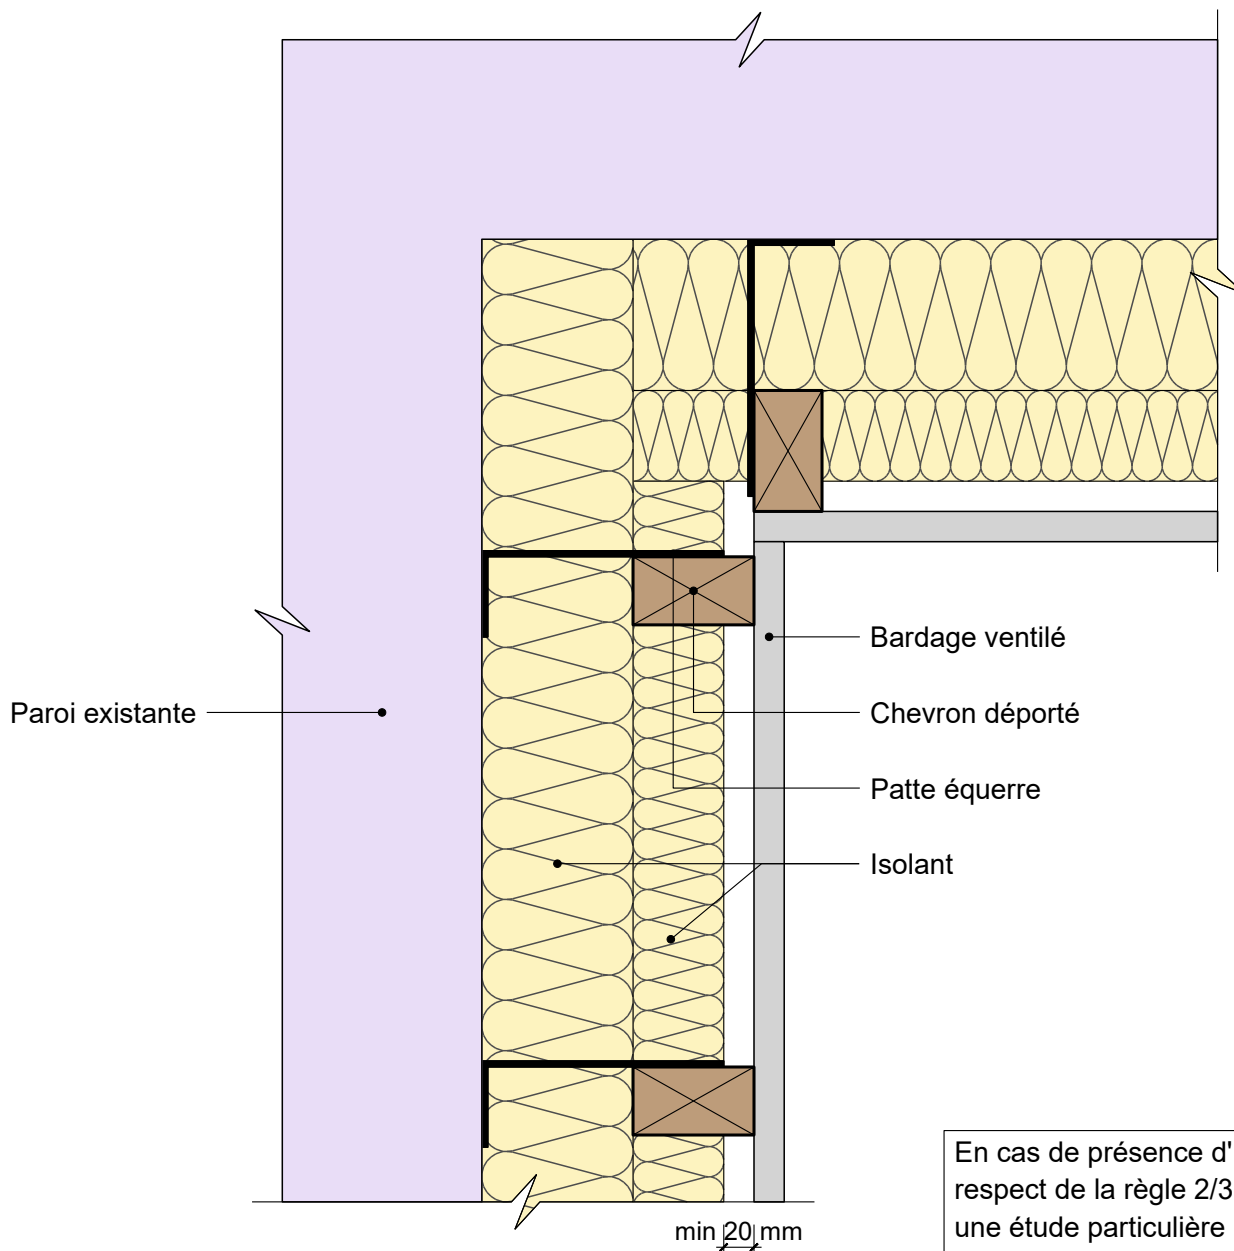 Bardage ventilé
Paroi existante
Chevron déporté
Patte équerre
Isolant
En cas de présence d'
respect de la règle 2/3
une étude particulière
min 20 mm